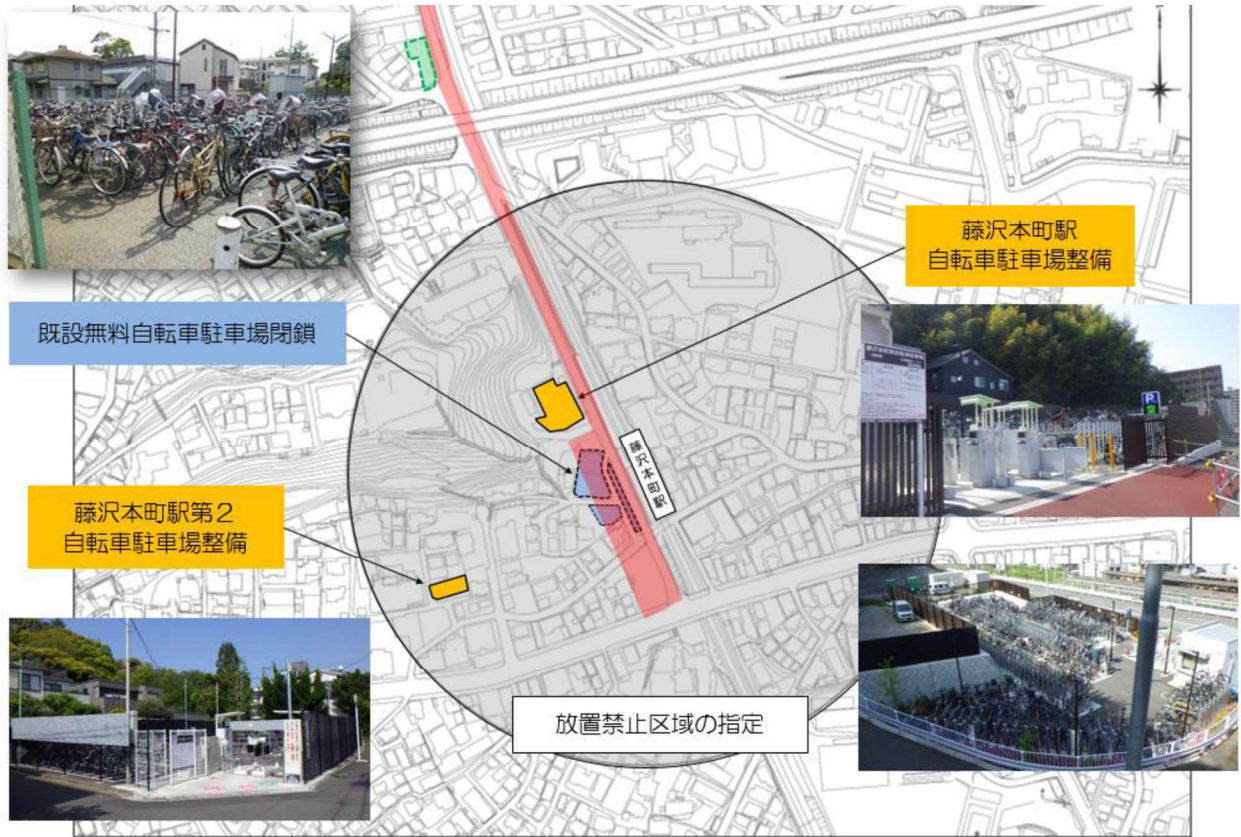 藤沢本町駅
自転車駐車場整備
既設無料自転車駐車場閉鎖
藤沢本町駅
藤沢本町駅第2
自転車駐車場整備
放置禁止区域の指定
P